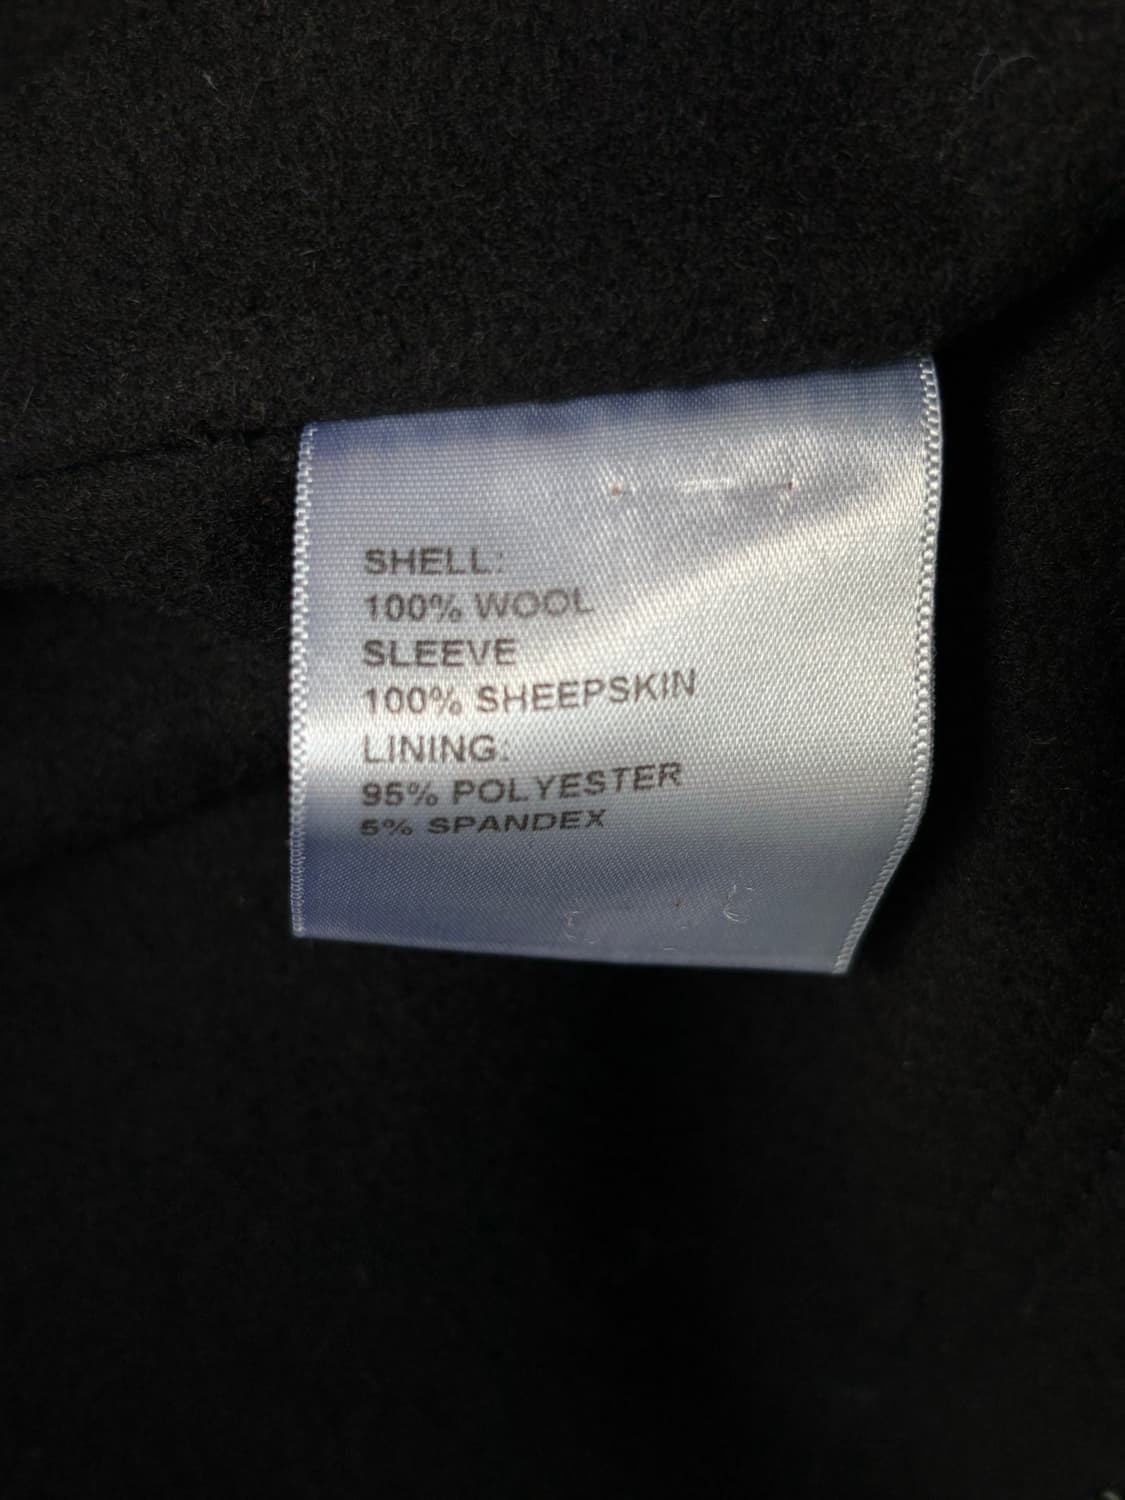 SHELL:
100% WOOL
SLEEVE
100% SHEEPSKIN
LINING:
95% POLYESTER
5% SPANDEX